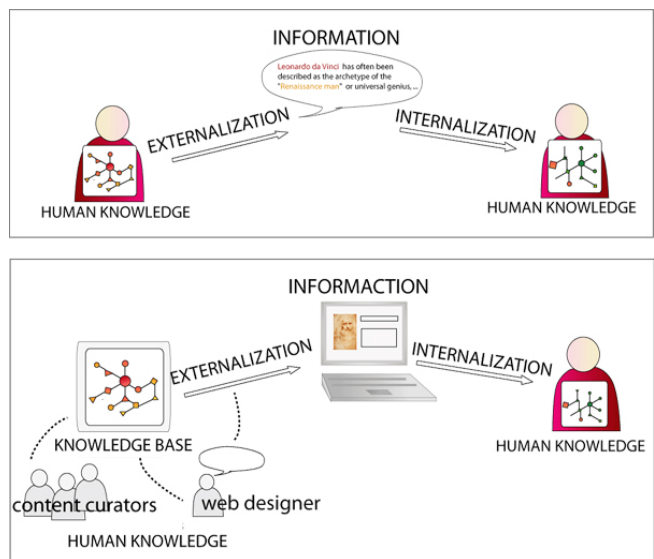 INFORMATION
Leonardo da Vinci has often been
described as the archetype of the
"Renaissance man" or universal genius, ...
EXTERNALIZATION
INTERNALIZATION
HUMAN KNOWLEDGE
HUMAN KNOWLEDGE
INFORMACTION
EXTERNALIZATION
INTERNALIZATION
KNOWLEDGE BASE
HUMAN KNOWLEDGE
content curators
web designer
HUMAN KNOWLEDGE